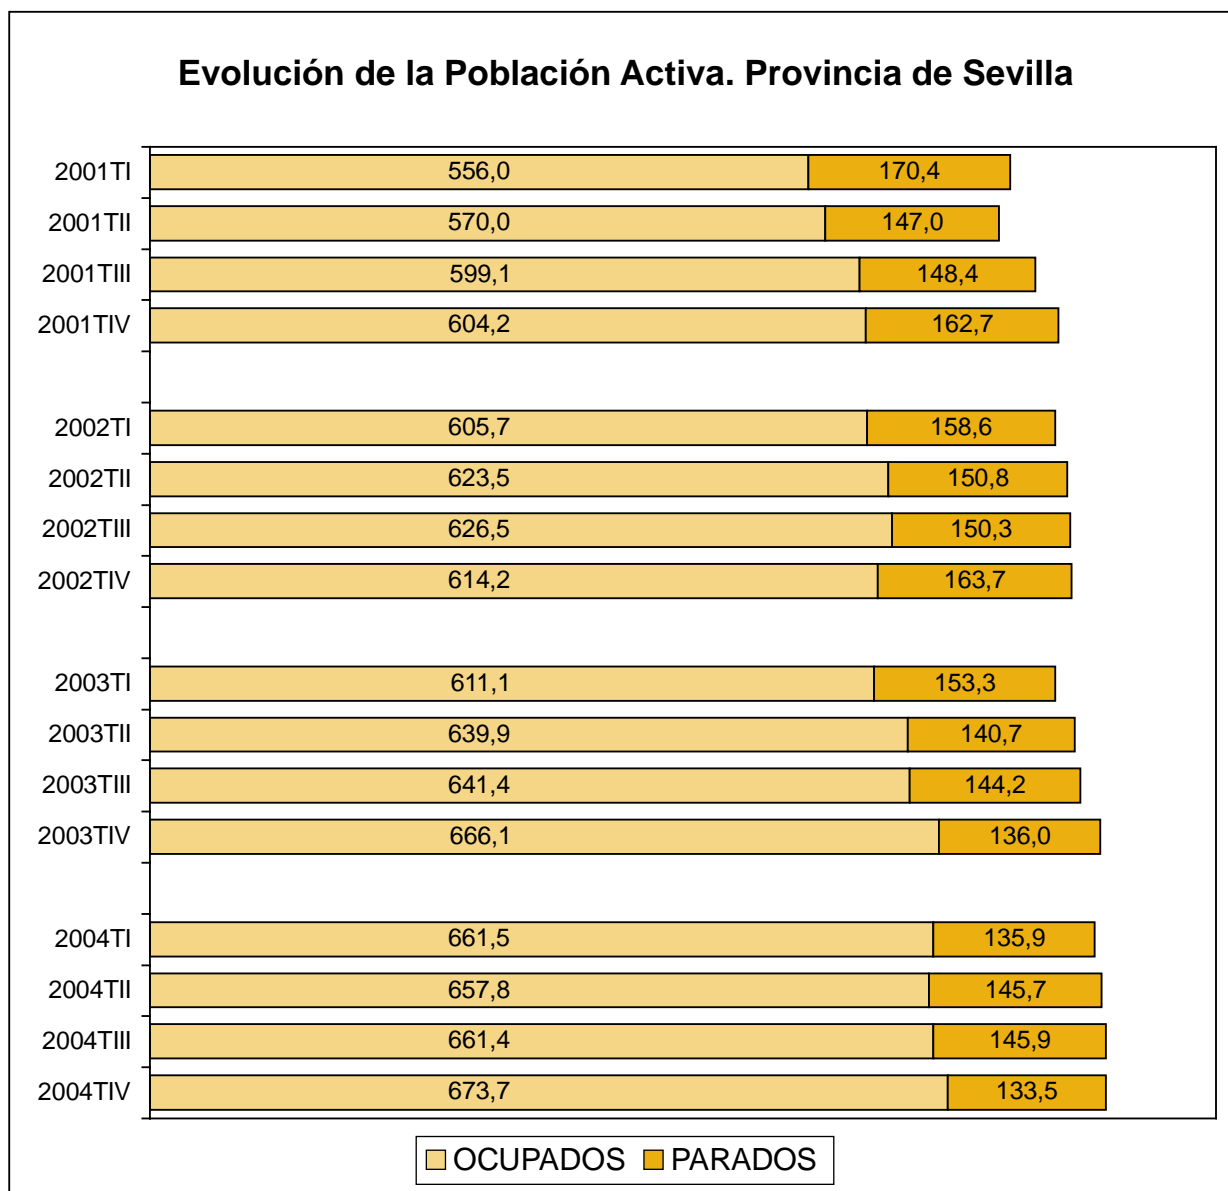 Evolución de la Población Activa. Provincia de Sevilla
2001TI 556,0 170,4
2001TII 570,0 147,0
2001TIII 599,1 148,4
2001TIV 604,2 162,7
2002TI 605,7 158,6
2002TII 623,5 150,8
2002TIII 626,5 150,3
2002TIV 614,2 163,7
2003TI 611,1 153,3
2003TII 639,9 140,7
2003TIII 641,4 144,2
2003TIV 666,1 136,0
2004TI 661,5 135,9
2004TII 657,8 145,7
2004TIII 661,4 145,9
2004TIV 673,7 133,5
OCUPADOS PARADOS